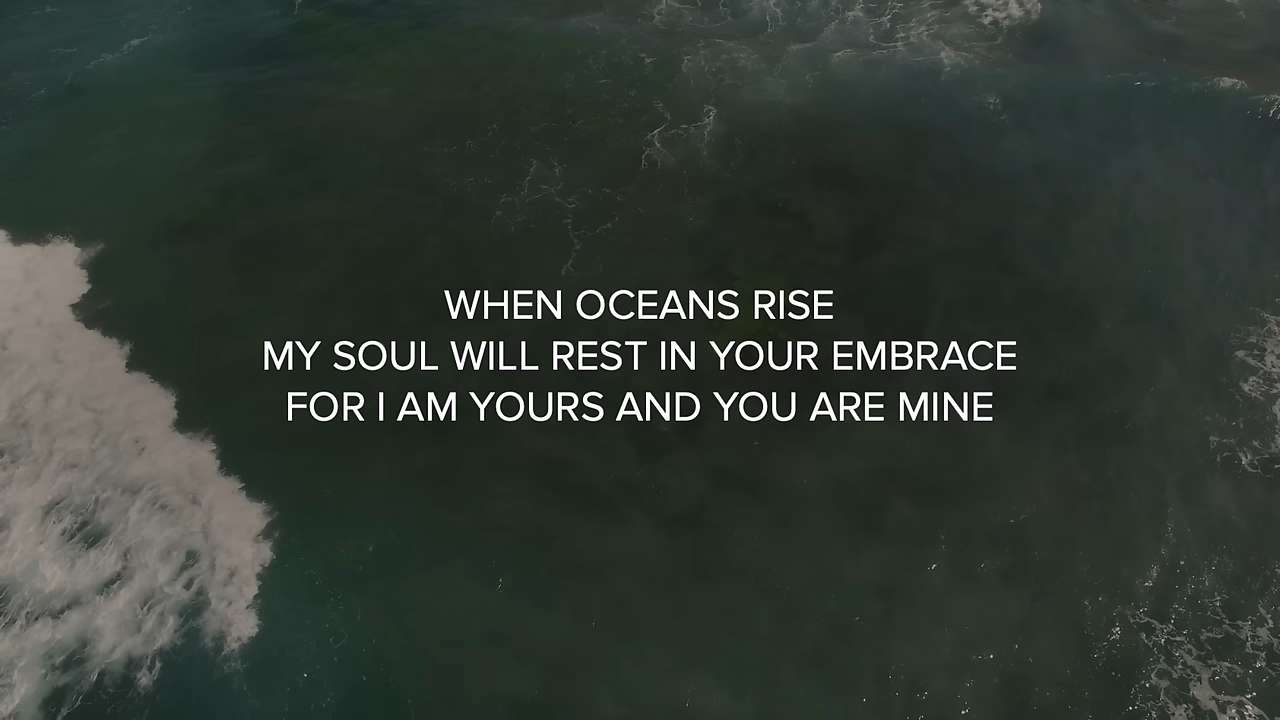 WHEN OCEANS RISE
MY SOUL WILL REST IN YOUR EMBRACE
FOR I AM YOURS AND YOU ARE MINE